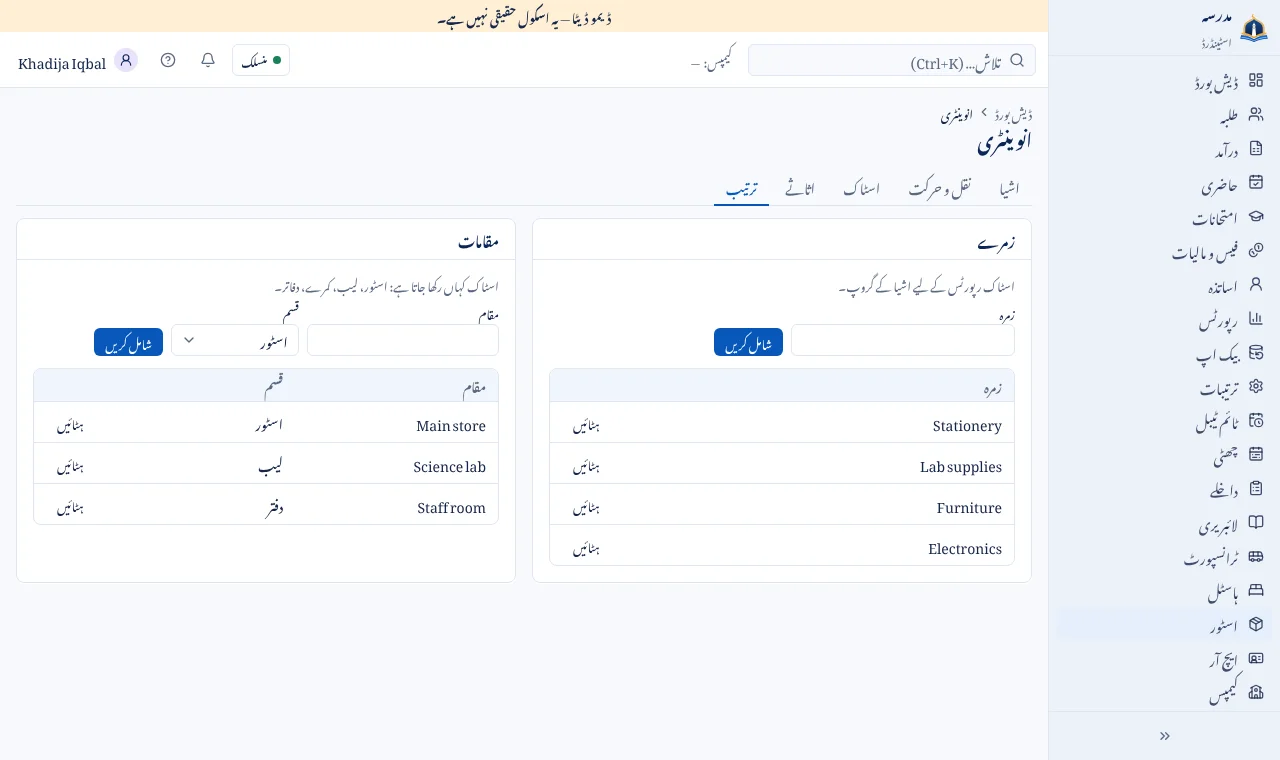 ڈیمو ڈیٹا — یہ اسکول حقیقی نہیں ہے۔
مدرسہ
اسٹینڈرڈ
ڈیش بورڈ
طلبہ
درآمد
حاضری
امتحانات
فیس و مالیات
اساتذہ
رپورٹس
بیک اپ
ترتیبات
ٹائم ٹیبل
چھٹی
داخلے
لائبریری
ٹرانسپورٹ
ہاسٹل
اسٹور
ایچ آر
کیمپس
تلاش... (Ctrl+K)
کیمپس: —
منسلک
Khadija Iqbal
ڈیش بورڈ
انوینٹری
انوینٹری
اشیا
نقل و حرکت
اسٹاک
اثاثے
ترتیب
زمرے
اسٹاک رپورٹس کے لیے اشیا کے گروپ۔
زمرہ
شامل کریں
زمرہ
Stationery ہٹائیں
Lab supplies ہٹائیں
Furniture ہٹائیں
Electronics ہٹائیں
مقامات
اسٹاک کہاں رکھا جاتا ہے: اسٹور، لیب، کمرے، دفاتر۔
مقام
قسم
اسٹور
شامل کریں
مقام قسم
Main store اسٹور ہٹائیں
Science lab لیب ہٹائیں
Staff room دفتر ہٹائیں